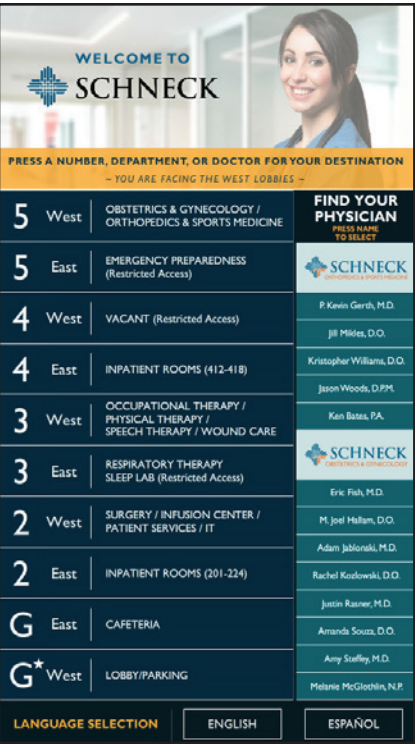 WELCOME TO
SCHNECK
PRESS A NUMBER, DEPARTMENT, OR DOCTOR FOR YOUR DESTINATION
~ YOU ARE FACING THE WEST LOBBIES ~
5 West OBSTETRICS & GYNECOLOGY /
ORTHOPEDICS & SPORTS MEDICINE
5 East EMERGENCY PREPAREDNESS
(Restricted Access)
4 West VACANT (Restricted Access)
4 East INPATIENT ROOMS (412-418)
3 West OCCUPATIONAL THERAPY /
PHYSICAL THERAPY /
SPEECH THERAPY / WOUND CARE
3 East RESPIRATORY THERAPY
SLEEP LAB (Restricted Access)
2 West SURGERY / INFUSION CENTER /
PATIENT SERVICES / IT
2 East INPATIENT ROOMS (201-224)
G East CAFETERIA
G★ West LOBBY/PARKING
FIND YOUR
PHYSICIAN
PRESS NAME
TO SELECT
SCHNECK
ORTHOPEDICS & SPORTS MEDICINE
P. Kevin Gerth, M.D.
Jill Mikles, D.O.
Kristopher Williams, D.O.
Jason Woods, D.P.M.
Ken Bates, P.A.
SCHNECK
OBSTETRICS & GYNECOLOGY
Eric Fish, M.D.
M. Joel Hallam, D.O.
Adam Jablonski, M.D.
Rachel Kozlowski, D.O.
Justin Rasner, M.D.
Amanda Souza, D.O.
Amy Steffey, M.D.
Melanie McGlothlin, N.P.
LANGUAGE SELECTION ENGLISH ESPAÑOL